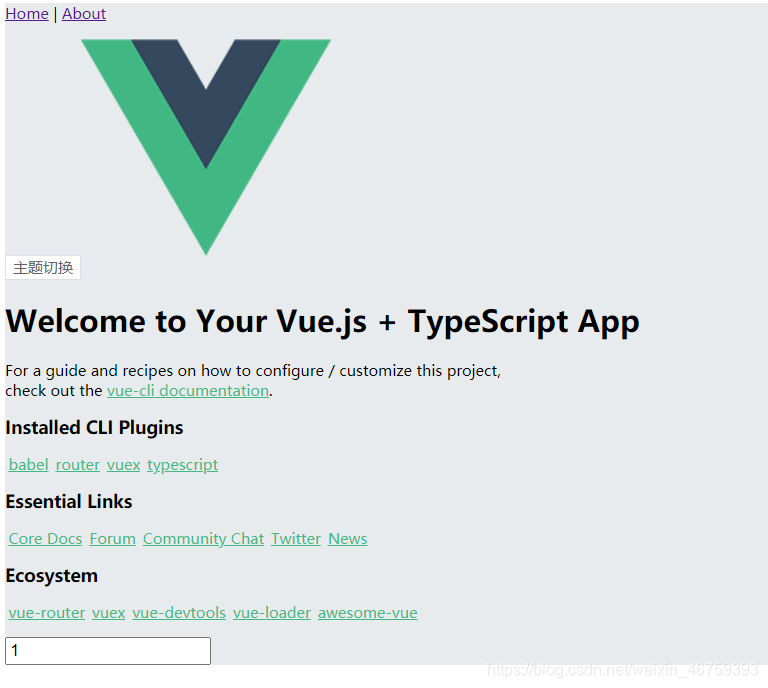 Home | About
主题切换
Welcome to Your Vue.js + TypeScript App
For a guide and recipes on how to configure / customize this project,
check out the vue-cli documentation.
Installed CLI Plugins
babel router vuex typescript
Essential Links
Core Docs Forum Community Chat Twitter News
Ecosystem
vue-router vuex vue-devtools vue-loader awesome-vue
1
https://blog.csdn.net/weixin_46759393